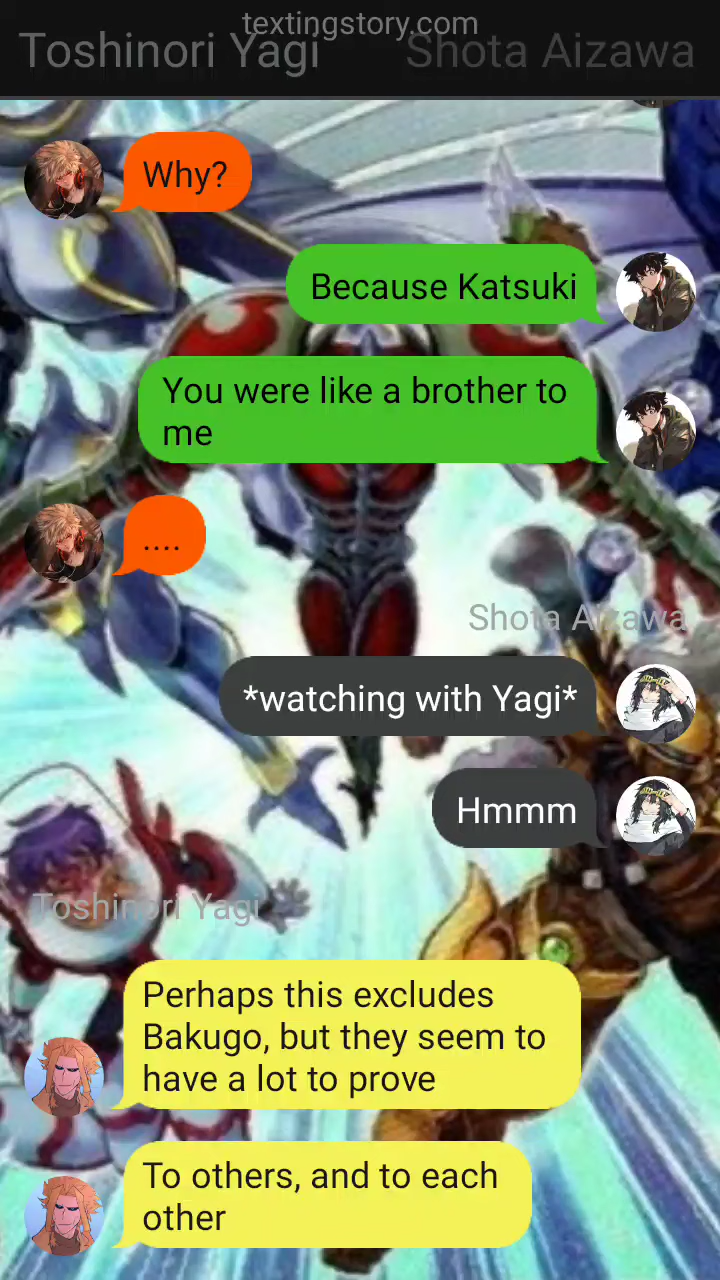 textingstory.com
Toshinori Yagi
Shota Aizawa
Why?
Because Katsuki
You were like a brother to
me
....
Shota Aizawa
*watching with Yagi*
Hmmm
Toshinori Yagi
Perhaps this excludes
Bakugo, but they seem to
have a lot to prove
To others, and to each
other